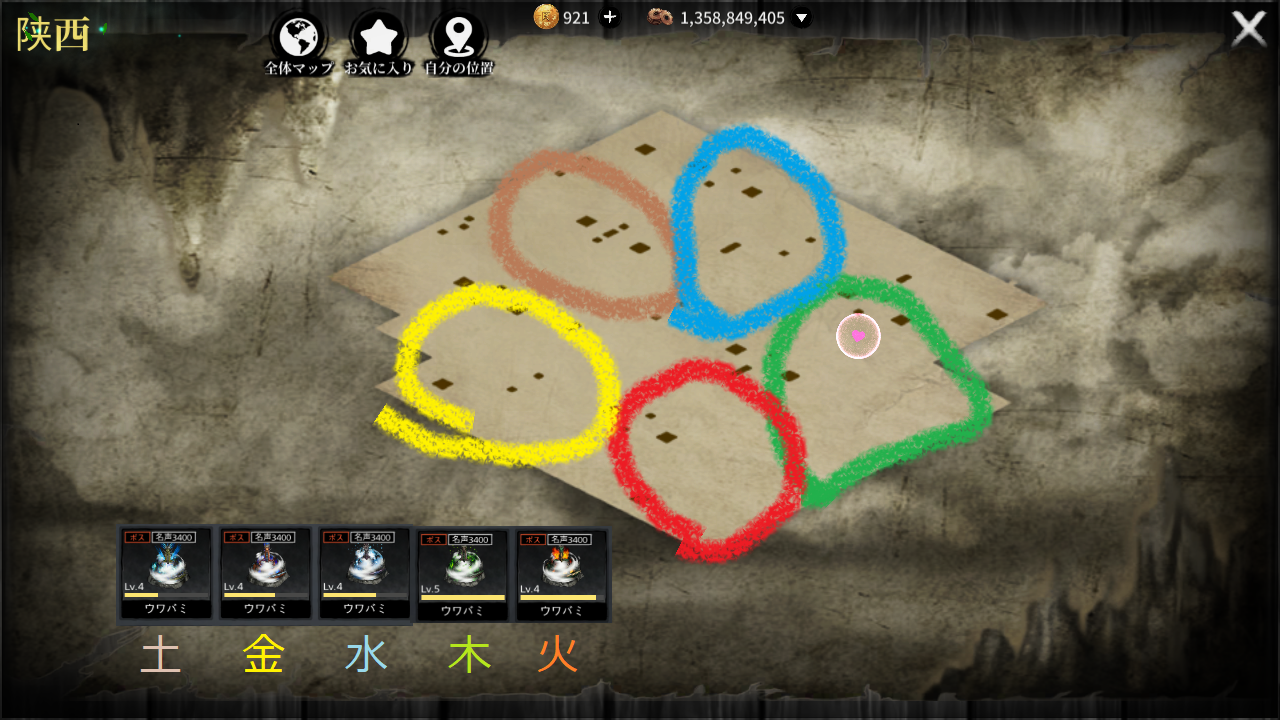 陕西
全体マップ お気に入り 自分の位置
921 1,358,849,405
ボス 名声3400 ボス 名声3400 ボス 名声3400 ボス 名声3400 ボス 名声3400
Lv.4 Lv.4 Lv.4 Lv.5 Lv.4
ウワバミ ウワバミ ウワバミ ウワバミ ウワバミ
土 金 水 木 火